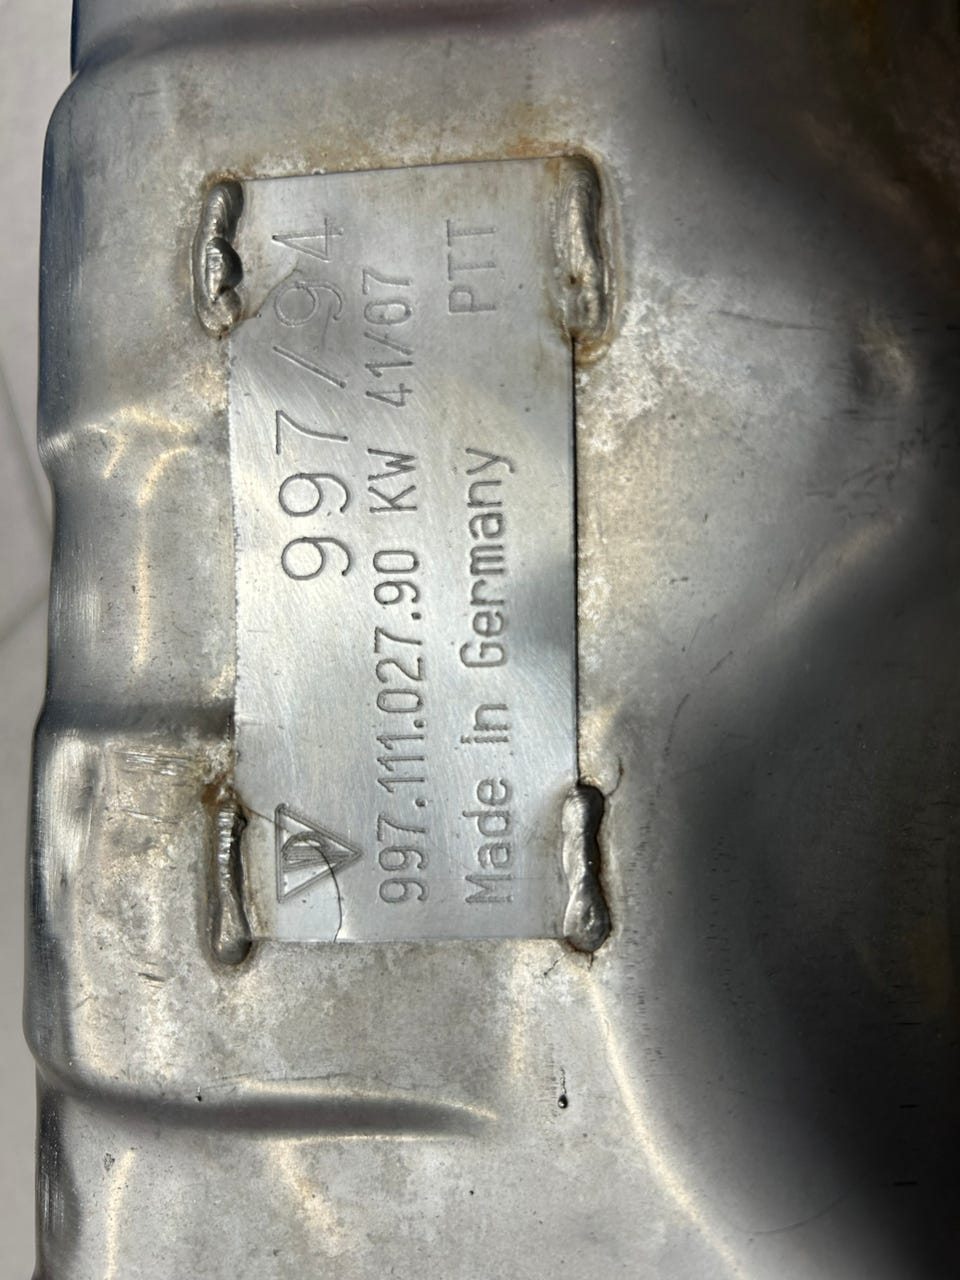 997/94
997.111.027.90 KW 41/07
Made in Germany PTT